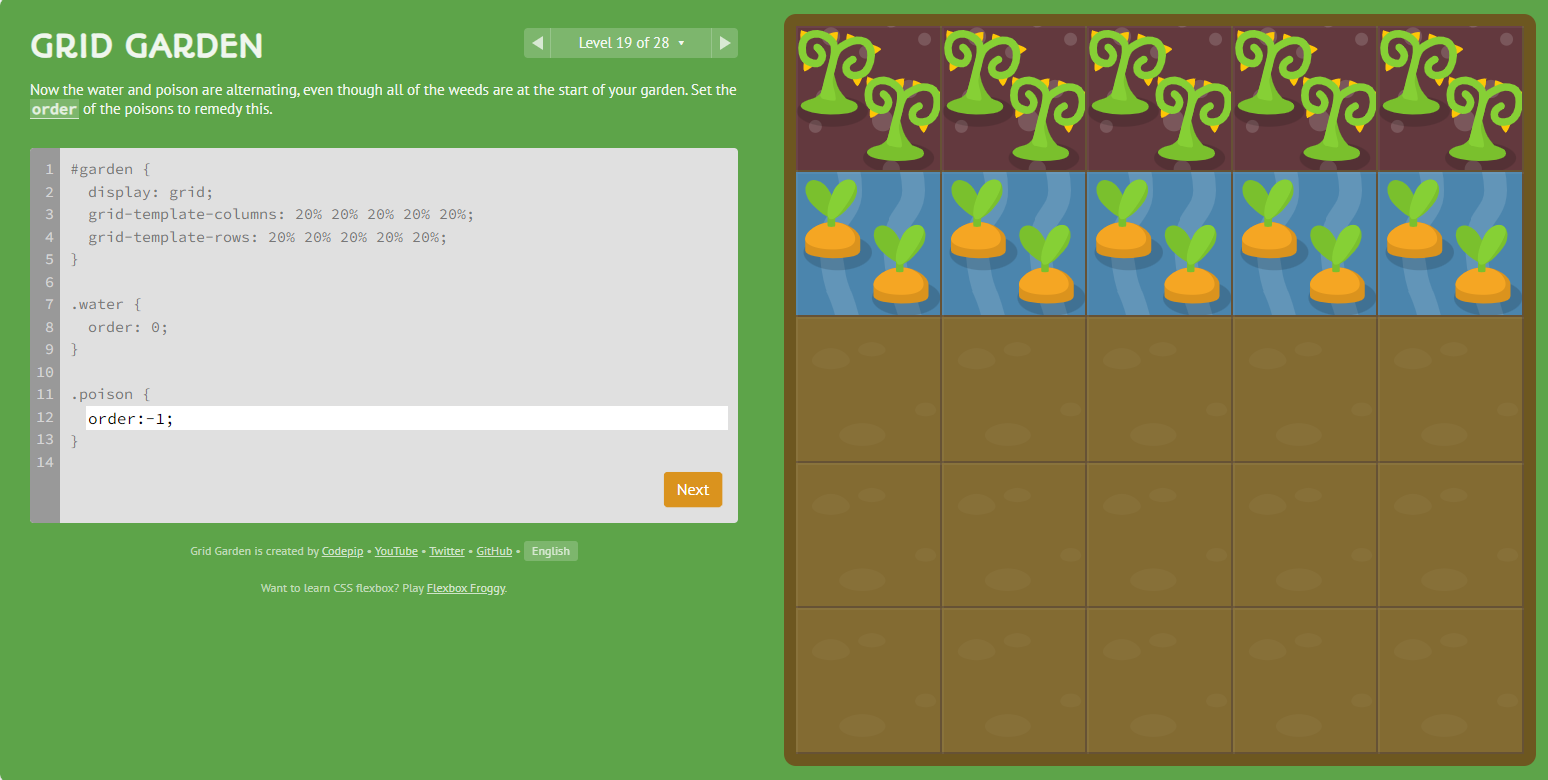 GRID GARDEN
◀ Level 19 of 28 ▾ ▶
Now the water and poison are alternating, even though all of the weeds are at the start of your garden. Set the
order of the poisons to remedy this.
1 #garden {
2 display: grid;
3 grid-template-columns: 20% 20% 20% 20% 20%;
4 grid-template-rows: 20% 20% 20% 20% 20%;
5 }
6
7 .water {
8 order: 0;
9 }
10
11 .poison {
12 order:-1;
13 }
14
Next
Grid Garden is created by Codepip • YouTube • Twitter • GitHub • English
Want to learn CSS flexbox? Play Flexbox Froggy.